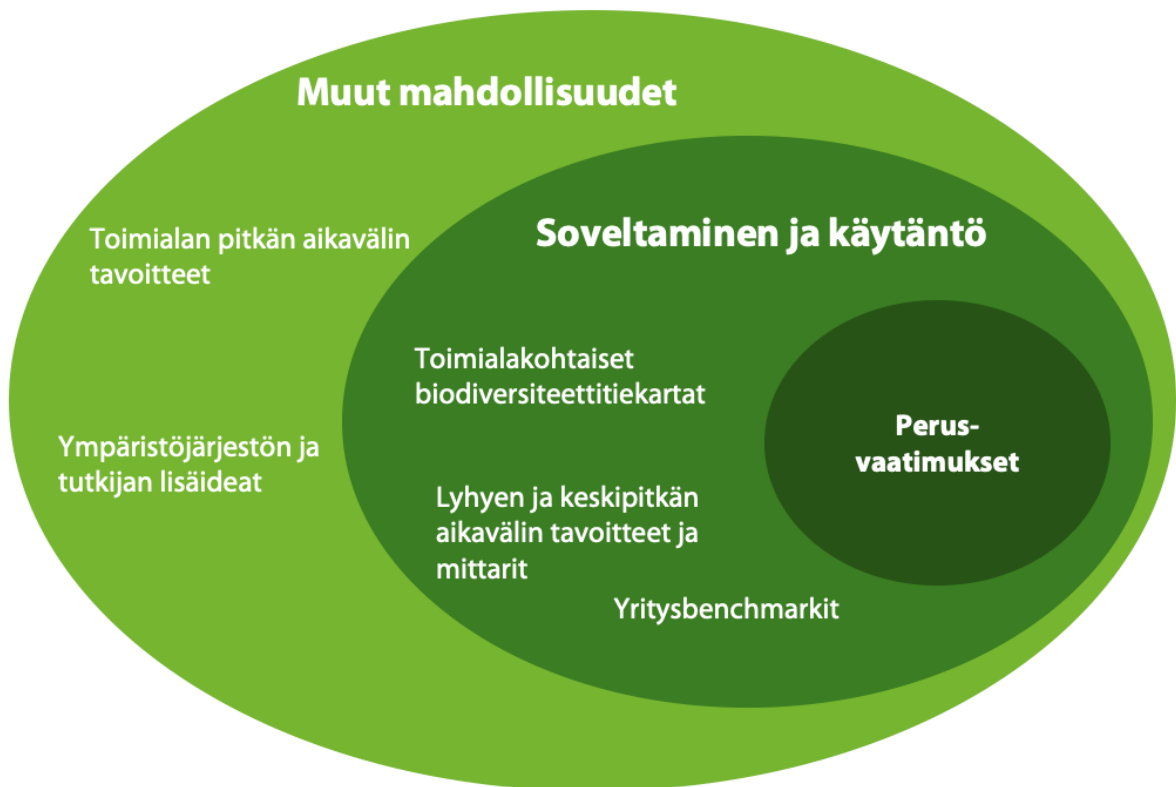 Muut mahdollisuudet
Toimialan pitkän aikavälin
tavoitteet
Ympäristöjärjestön ja
tutkijan lisäideat
Soveltaminen ja käytäntö
Toimialakohtaiset
biodiversiteettitiekartat
Lyhyen ja keskipitkän
aikavälin tavoitteet ja
mittarit
Yritysbenchmarkit
Perus-
vaatimukset